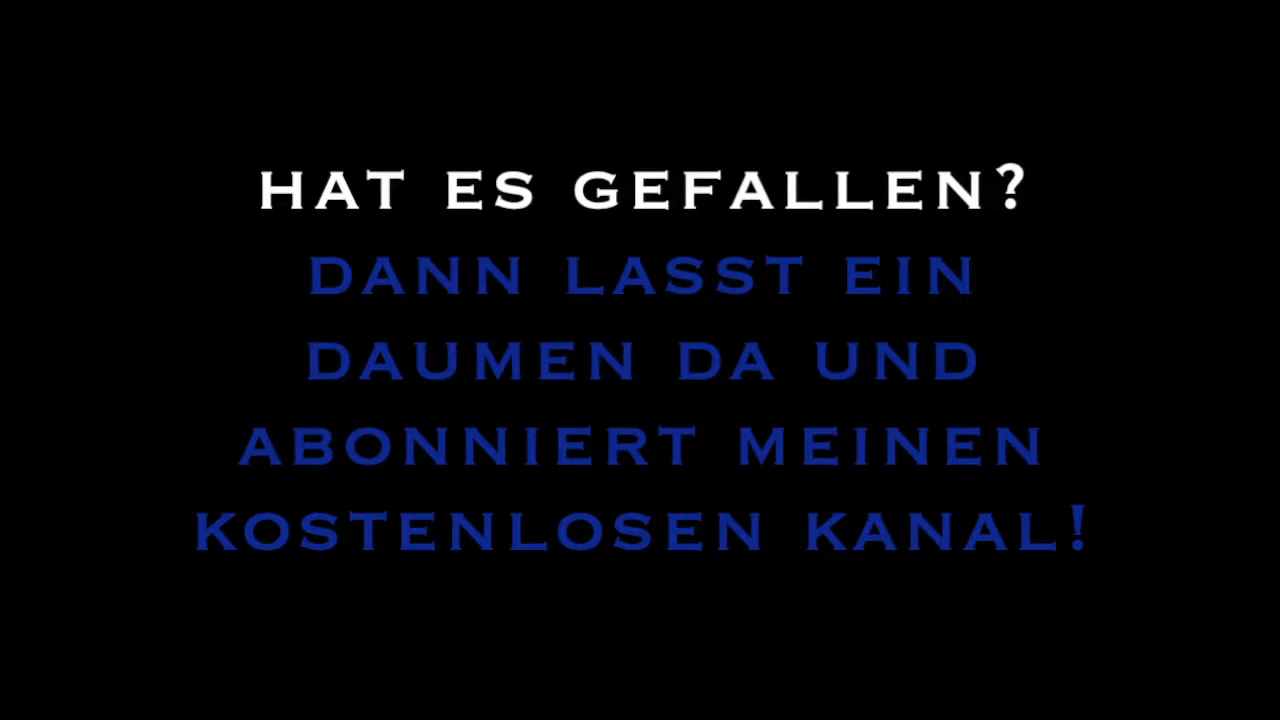 HAT ES GEFALLEN?
DANN LASST EIN
DAUMEN DA UND
ABONNIERT MEINEN
KOSTENLOSEN KANAL!